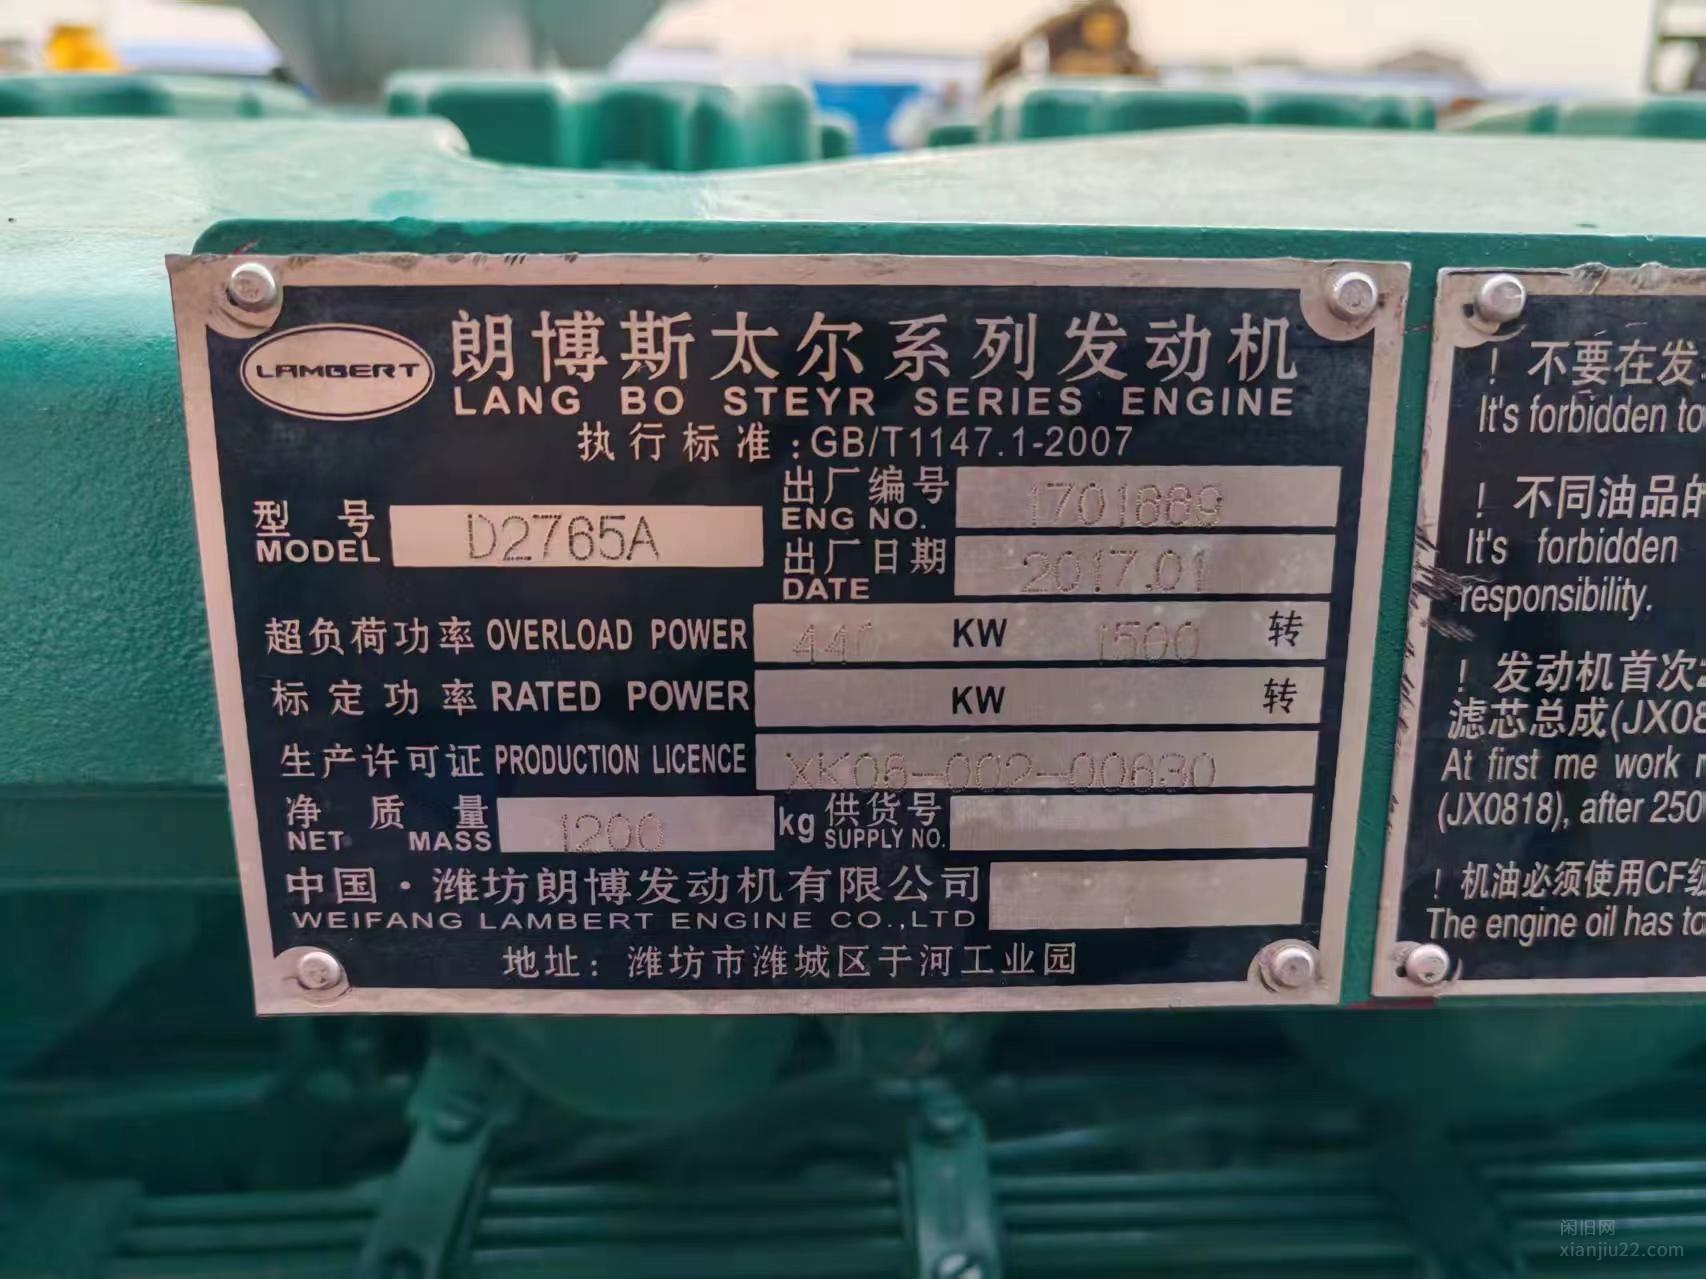 LAMBERT
朗博斯太尔系列发动机
LANG BO STEYR SERIES ENGINE
执行标准:GB/T1147.1-2007
型号 MODEL D2765A
出厂编号 ENG NO. 1701669
出厂日期 DATE 2017.01
超负荷功率 OVERLOAD POWER 440 KW 1500 转
标定功率 RATED POWER KW 转
生产许可证 PRODUCTION LICENCE XK06-002-00630
净质量 NET MASS 1200 kg 供货号 SUPPLY NO.
中国·潍坊朗博发动机有限公司
WEIFANG LAMBERT ENGINE CO.,LTD
地址:潍坊市潍城区于河工业园
! 不要在发
It's forbidden to
! 不同油品的
It's forbidden
responsibility.
! 发动机首次
滤芯总成(JX08
At first me work
(JX0818), after 250
! 机油必须使用CF级
The engine oil has to
闲旧网
xianjiu22.com